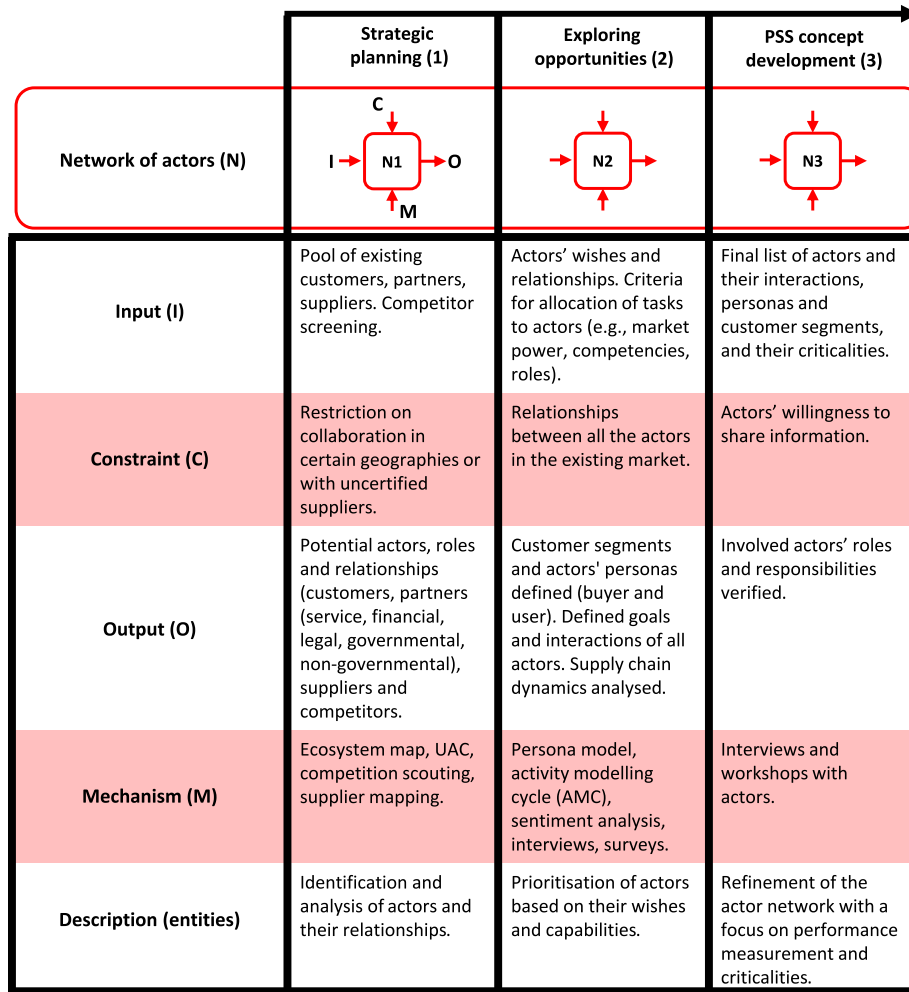 Strategic
planning (1)
Exploring
opportunities (2)
PSS concept
development (3)
Network of actors (N)
C
I
N1
O
M
N2
N3
Input (I)
Pool of existing
customers, partners,
suppliers. Competitor
screening.
Actors’ wishes and
relationships. Criteria
for allocation of tasks
to actors (e.g., market
power, competencies,
roles).
Final list of actors and
their interactions,
personas and
customer segments,
and their criticalities.
Constraint (C)
Restriction on
collaboration in
certain geographies or
with uncertified
suppliers.
Relationships
between all the actors
in the existing market.
Actors’ willingness to
share information.
Output (O)
Potential actors, roles
and relationships
(customers, partners
(service, financial,
legal, governmental,
non-governmental),
suppliers and
competitors.
Customer segments
and actors' personas
defined (buyer and
user). Defined goals
and interactions of all
actors. Supply chain
dynamics analysed.
Involved actors’ roles
and responsibilities
verified.
Mechanism (M)
Ecosystem map, UAC,
competition scouting,
supplier mapping.
Persona model,
activity modelling
cycle (AMC),
sentiment analysis,
interviews, surveys.
Interviews and
workshops with
actors.
Description (entities)
Identification and
analysis of actors and
their relationships.
Prioritisation of actors
based on their wishes
and capabilities.
Refinement of the
actor network with a
focus on performance
measurement and
criticalities.